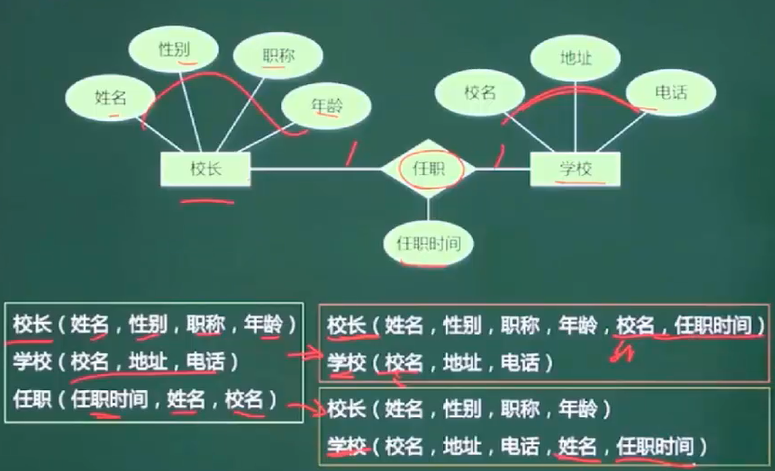 性别
职称
地址
姓名
年龄
校名
电话
校长
1
任职
1
学校
任职时间
校长（姓名，性别，职称，年龄）
学校（校名，地址，电话）
任职（任职时间，姓名，校名）
校长（姓名，性别，职称，年龄，校名，任职时间）
学校（校名，地址，电话）
校长（姓名，性别，职称，年龄）
学校（校名，地址，电话，姓名，任职时间）